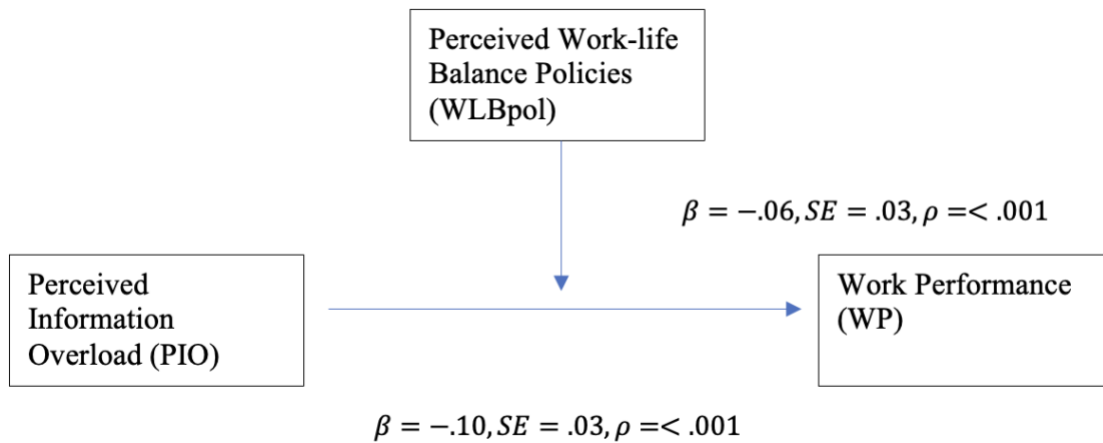 Perceived Work-life
Balance Policies
(WLBpol)
β = −.06, SE = .03, ρ =< .001
Perceived
Information
Overload (PIO)
Work Performance
(WP)
β = −.10, SE = .03, ρ =< .001